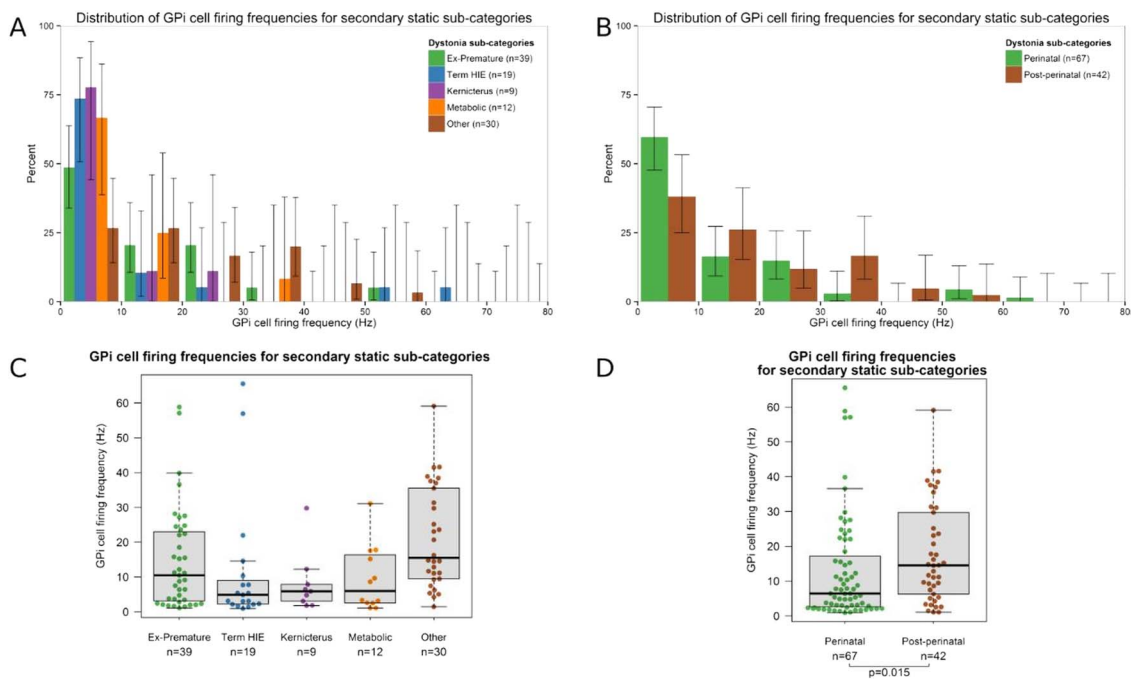 A
Distribution of GPi cell firing frequencies for secondary static sub-categories
100
75
50
25
0
Percent
Dystonia sub-categories
Ex-Premature (n=39)
Term HIE (n=19)
Kernicterus (n=9)
Metabolic (n=12)
Other (n=30)
0 10 20 30 40 50 60 70 80
GPi cell firing frequency (Hz)
B
Distribution of GPi cell firing frequencies for secondary static sub-categories
100
75
50
25
0
Percent
Dystonia sub-categories
Perinatal (n=67)
Post-perinatal (n=42)
0 10 20 30 40 50 60 70 80
GPi cell firing frequency (Hz)
C
GPi cell firing frequencies for secondary static sub-categories
GPi cell firing frequency (Hz)
60
50
40
30
20
10
0
Ex-Premature Term HIE Kernicterus Metabolic Other
n=39 n=19 n=9 n=12 n=30
D
GPi cell firing frequencies
for secondary static sub-categories
GPi cell firing frequency (Hz)
60
50
40
30
20
10
0
Perinatal Post-perinatal
n=67 n=42
p=0.015